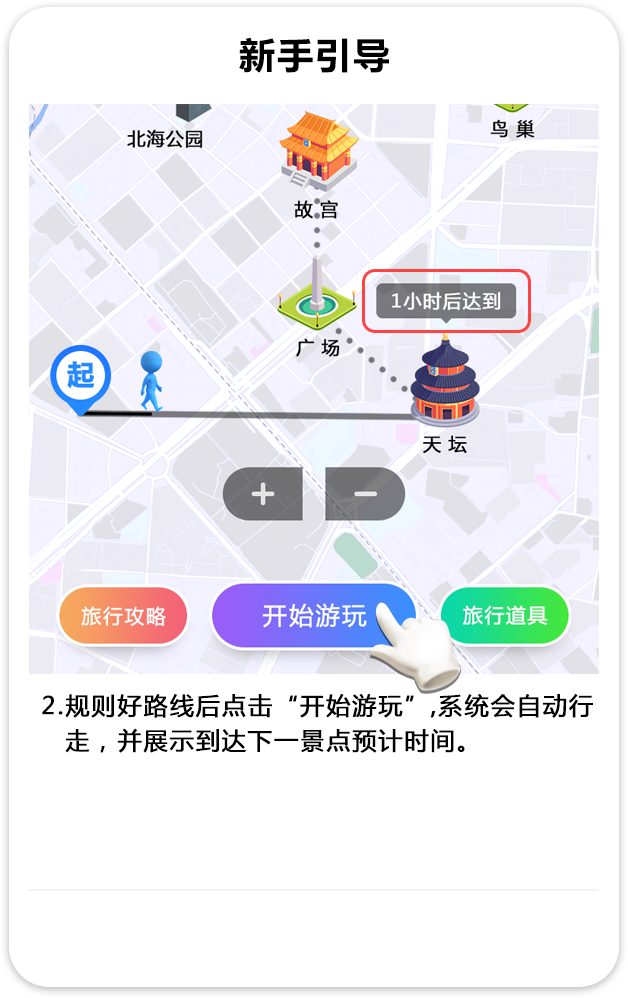 新手引导
北海公园
鸟 巢
故 宫
1小时后达到
广 场
起
天 坛
+
−
旅行攻略
开始游玩
旅行道具
2.规则好路线后点击“开始游玩”,系统会自动行
走，并展示到达下一景点预计时间。